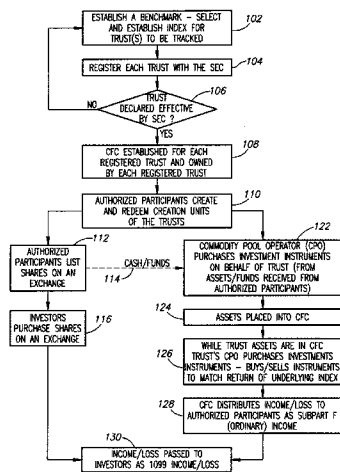 ESTABLISH A BENCHMARK – SELECT
AND ESTABLISH INDEX FOR
TRUST(S) TO BE TRACKED
102
REGISTER EACH TRUST WITH THE SEC
104
106
TRUST
DECLARED EFFECTIVE
BY SEC ?
NO
YES
108
CFC ESTABLISHED FOR EACH
REGISTERED TRUST AND OWNED
BY EACH REGISTERED TRUST
110
AUTHORIZED PARTICIPANTS CREATE
AND REDEEM CREATION UNITS
OF THE TRUSTS
112
AUTHORIZED
PARTICIPANTS LIST
SHARES ON AN
EXCHANGE
CASH/FUNDS
114
122
COMMODITY POOL OPERATOR (CPO)
PURCHASES INVESTMENT INSTRUMENTS
ON BEHALF OF TRUST (FROM
ASSETS/FUNDS RECEIVED FROM
AUTHORIZED PARTICIPANTS)
116
INVESTORS
PURCHASE SHARES
ON AN EXCHANGE
124
ASSETS PLACED INTO CFC
126
WHILE TRUST ASSETS ARE IN CFC
TRUST'S CPO PURCHASES INVESTMENTS
INSTRUMENTS – BUYS/SELLS INSTRUMENTS
TO MATCH RETURN OF UNDERLYING INDEX
128
CFC DISTRIBUTES INCOME/LOSS TO
AUTHORIZED PARTICIPANTS AS SUBPART F
(ORDINARY) INCOME
130
INCOME/LOSS PASSED TO
INVESTORS AS 1099 INCOME/LOSS